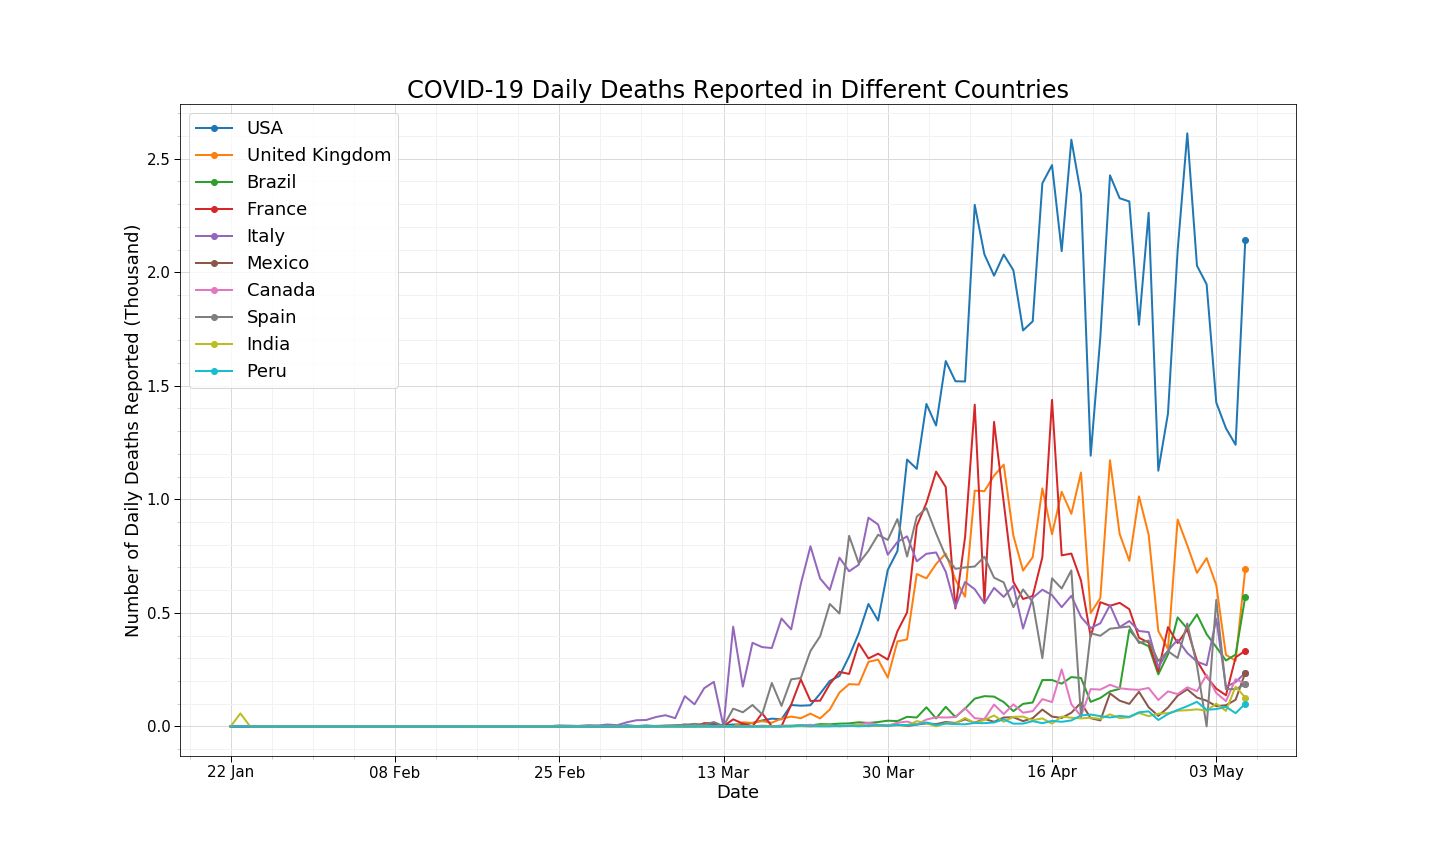 COVID-19 Daily Deaths Reported in Different Countries
USA
United Kingdom
Brazil
France
Italy
Mexico
Canada
Spain
India
Peru
Number of Daily Deaths Reported (Thousand)
2.5
2.0
1.5
1.0
0.5
0.0
22 Jan
08 Feb
25 Feb
13 Mar
30 Mar
16 Apr
03 May
Date